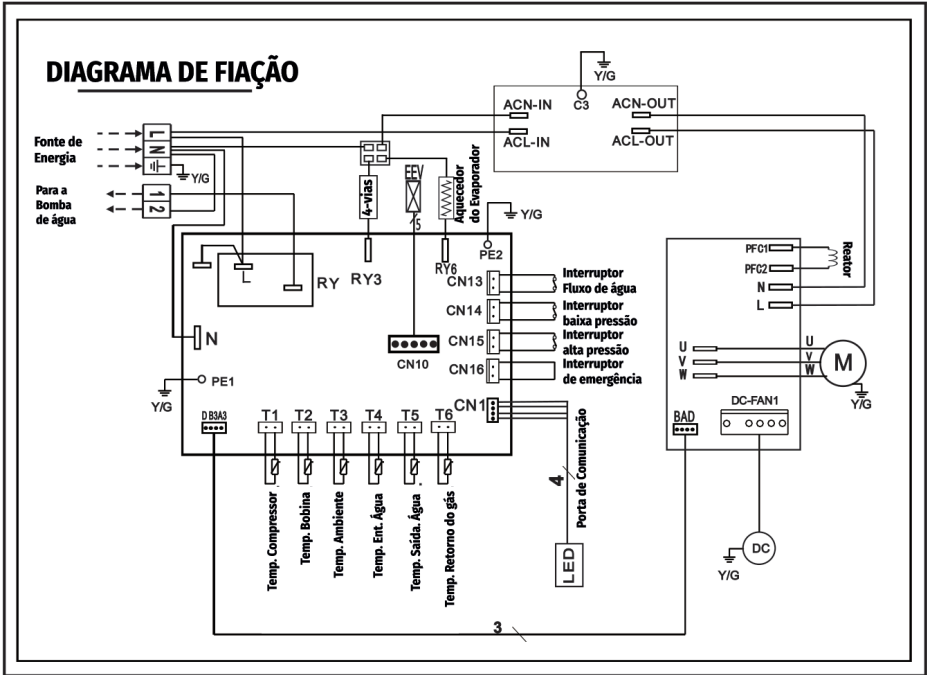 DIAGRAMA DE FIAÇÃO
Fonte de
Energia
L
N
Y/G
Para a
Bomba
de água
1
2
4-vias
EEV
5
Aquecedor
do Evaporador
Y/G
C3
ACN-IN
ACN-OUT
ACL-IN
ACL-OUT
L
RY
RY3
RY6
Y/G
PE2
N
PE1
Y/G
CN10
CN13
Interruptor
Fluxo de água
CN14
Interruptor
baixa pressão
CN15
Interruptor
alta pressão
CN16
Interruptor
de emergência
CN1
D B3A3
T1
T2
T3
T4
T5
T6
Temp. Compressor
Temp. Bobina
Temp. Ambiente
Temp. Ent. Água
Temp. Saída. Água
Temp. Retorno do gás
4
Porta de Comunicação
LED
3
PFC1
PFC2
Reator
N
L
U
V
W
U
V
W
M
Y/G
BAD
DC-FAN1
DC
Y/G